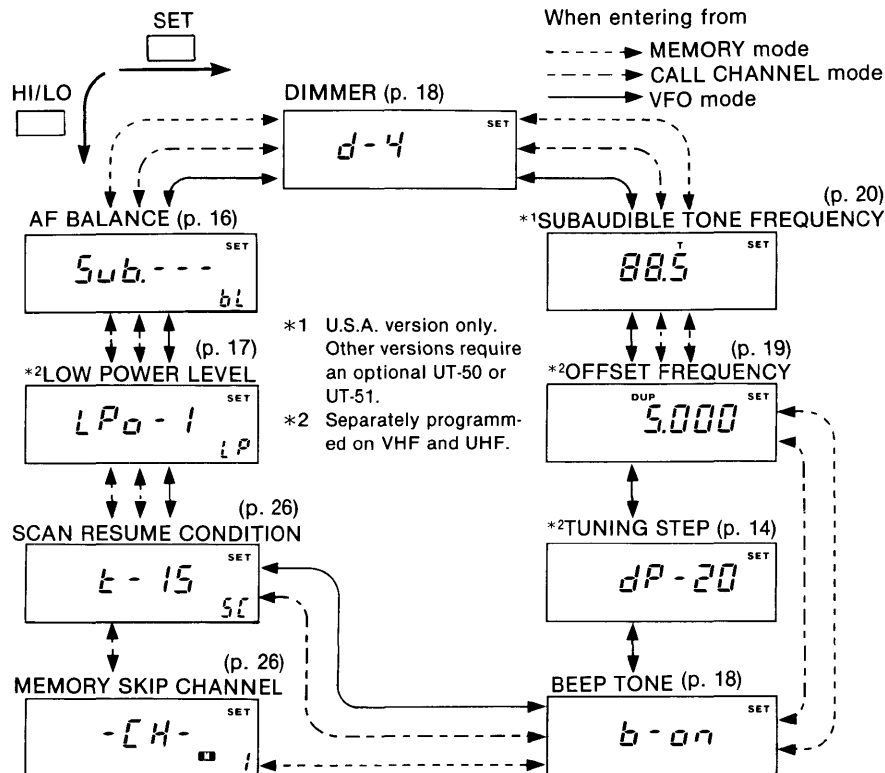 SET
HI/LO
When entering from
MEMORY mode
CALL CHANNEL mode
VFO mode
DIMMER (p. 18)
SET
d-4
AF BALANCE (p. 16)
SET
Sub.---
bL
(p. 20)
*1SUBAUDIBLE TONE FREQUENCY
T SET
88.5
*1 U.S.A. version only.
Other versions require
an optional UT-50 or
UT-51.
*2 Separately programm-
ed on VHF and UHF.
(p. 17)
*2LOW POWER LEVEL
SET
LPo-1
LP
(p. 19)
*2OFFSET FREQUENCY
DUP SET
5.000
(p. 26)
SCAN RESUME CONDITION
SET
t-15
SC
*2TUNING STEP (p. 14)
SET
dP-20
(p. 26)
MEMORY SKIP CHANNEL
SET
-CH-
M 1
BEEP TONE (p. 18)
SET
b-on